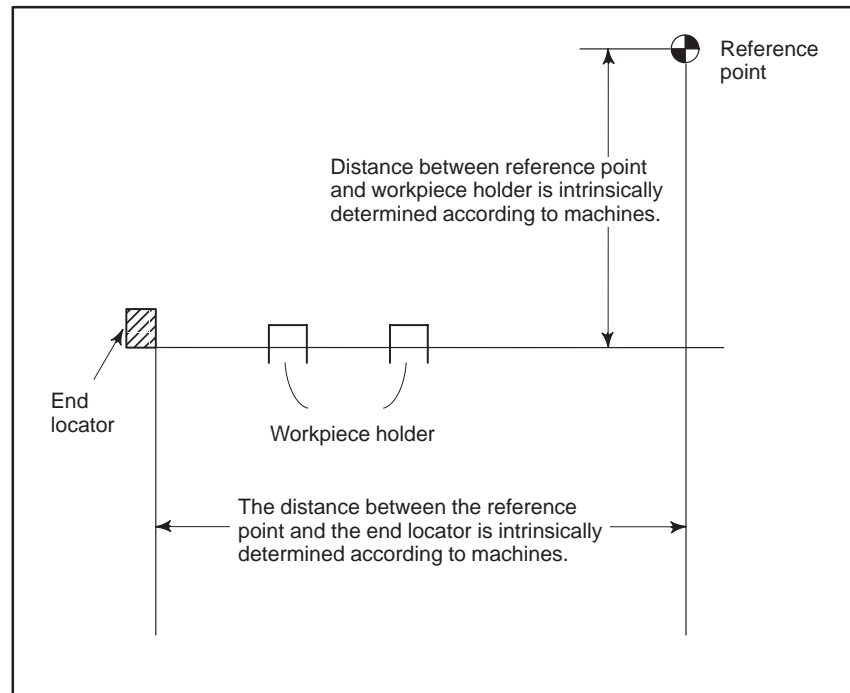 Reference
point
Distance between reference point
and workpiece holder is intrinsically
determined according to machines.
End
locator
Workpiece holder
The distance between the reference
point and the end locator is intrinsically
determined according to machines.